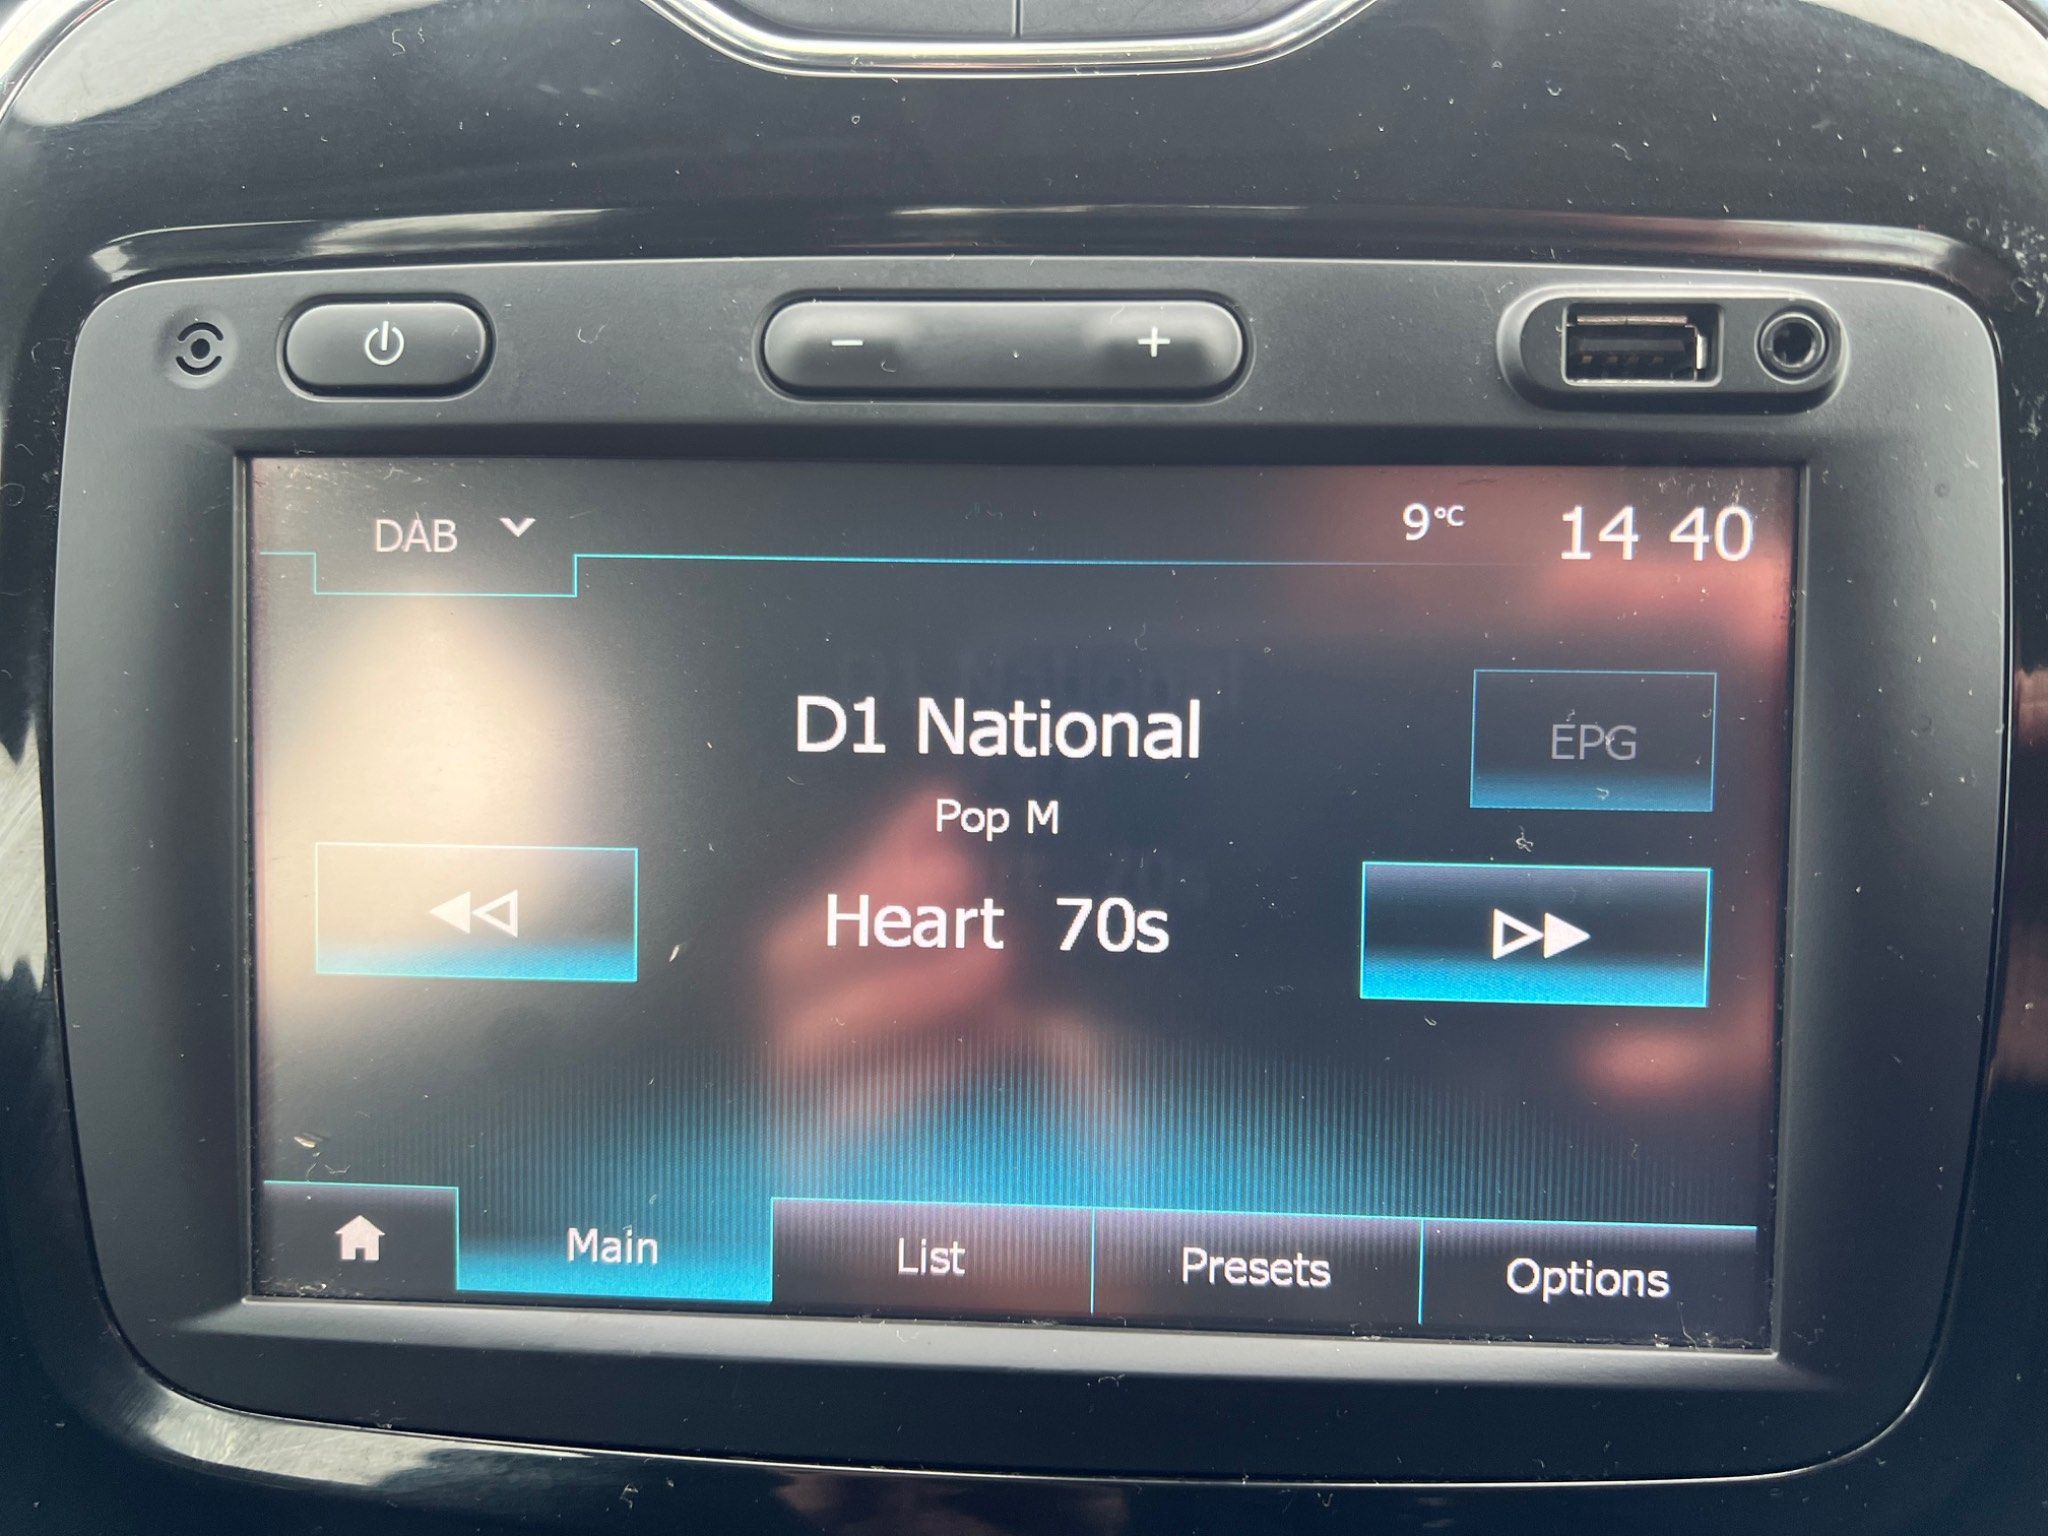 DAB
9°C
14 40
D1 National
EPG
Pop M
Heart 70s
Main
List
Presets
Options